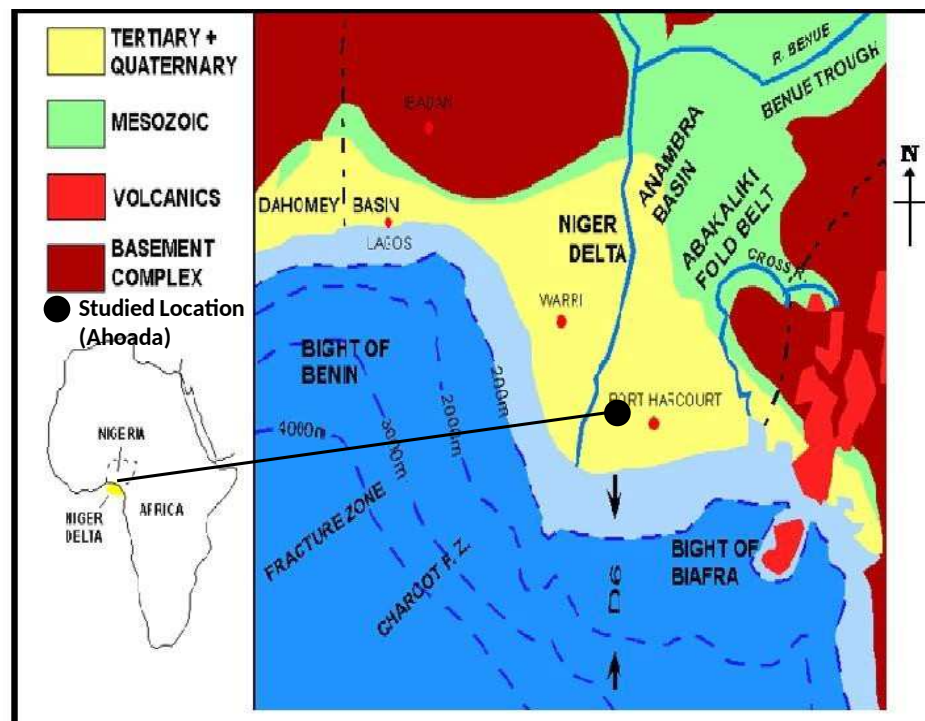 TERTIARY +
QUATERNARY
MESOZOIC
VOLCANICS
BASEMENT
COMPLEX
Studied Location
(Ahoada)
NIGERIA
AFRICA
NIGER
DELTA
IBADAN
R. BENUE
BENUE TROUGH
N
ANAMBRA
BASIN
DAHOMEY BASIN
LAGOS
NIGER
DELTA
ABAKALIKI
FOLD BELT
CROSS R.
WARRI
BIGHT OF
BENIN
PORT HARCOURT
200m
2000m
3000m
4000m
FRACTURE ZONE
CHARCOT F. Z.
BIGHT OF
BIAFRA